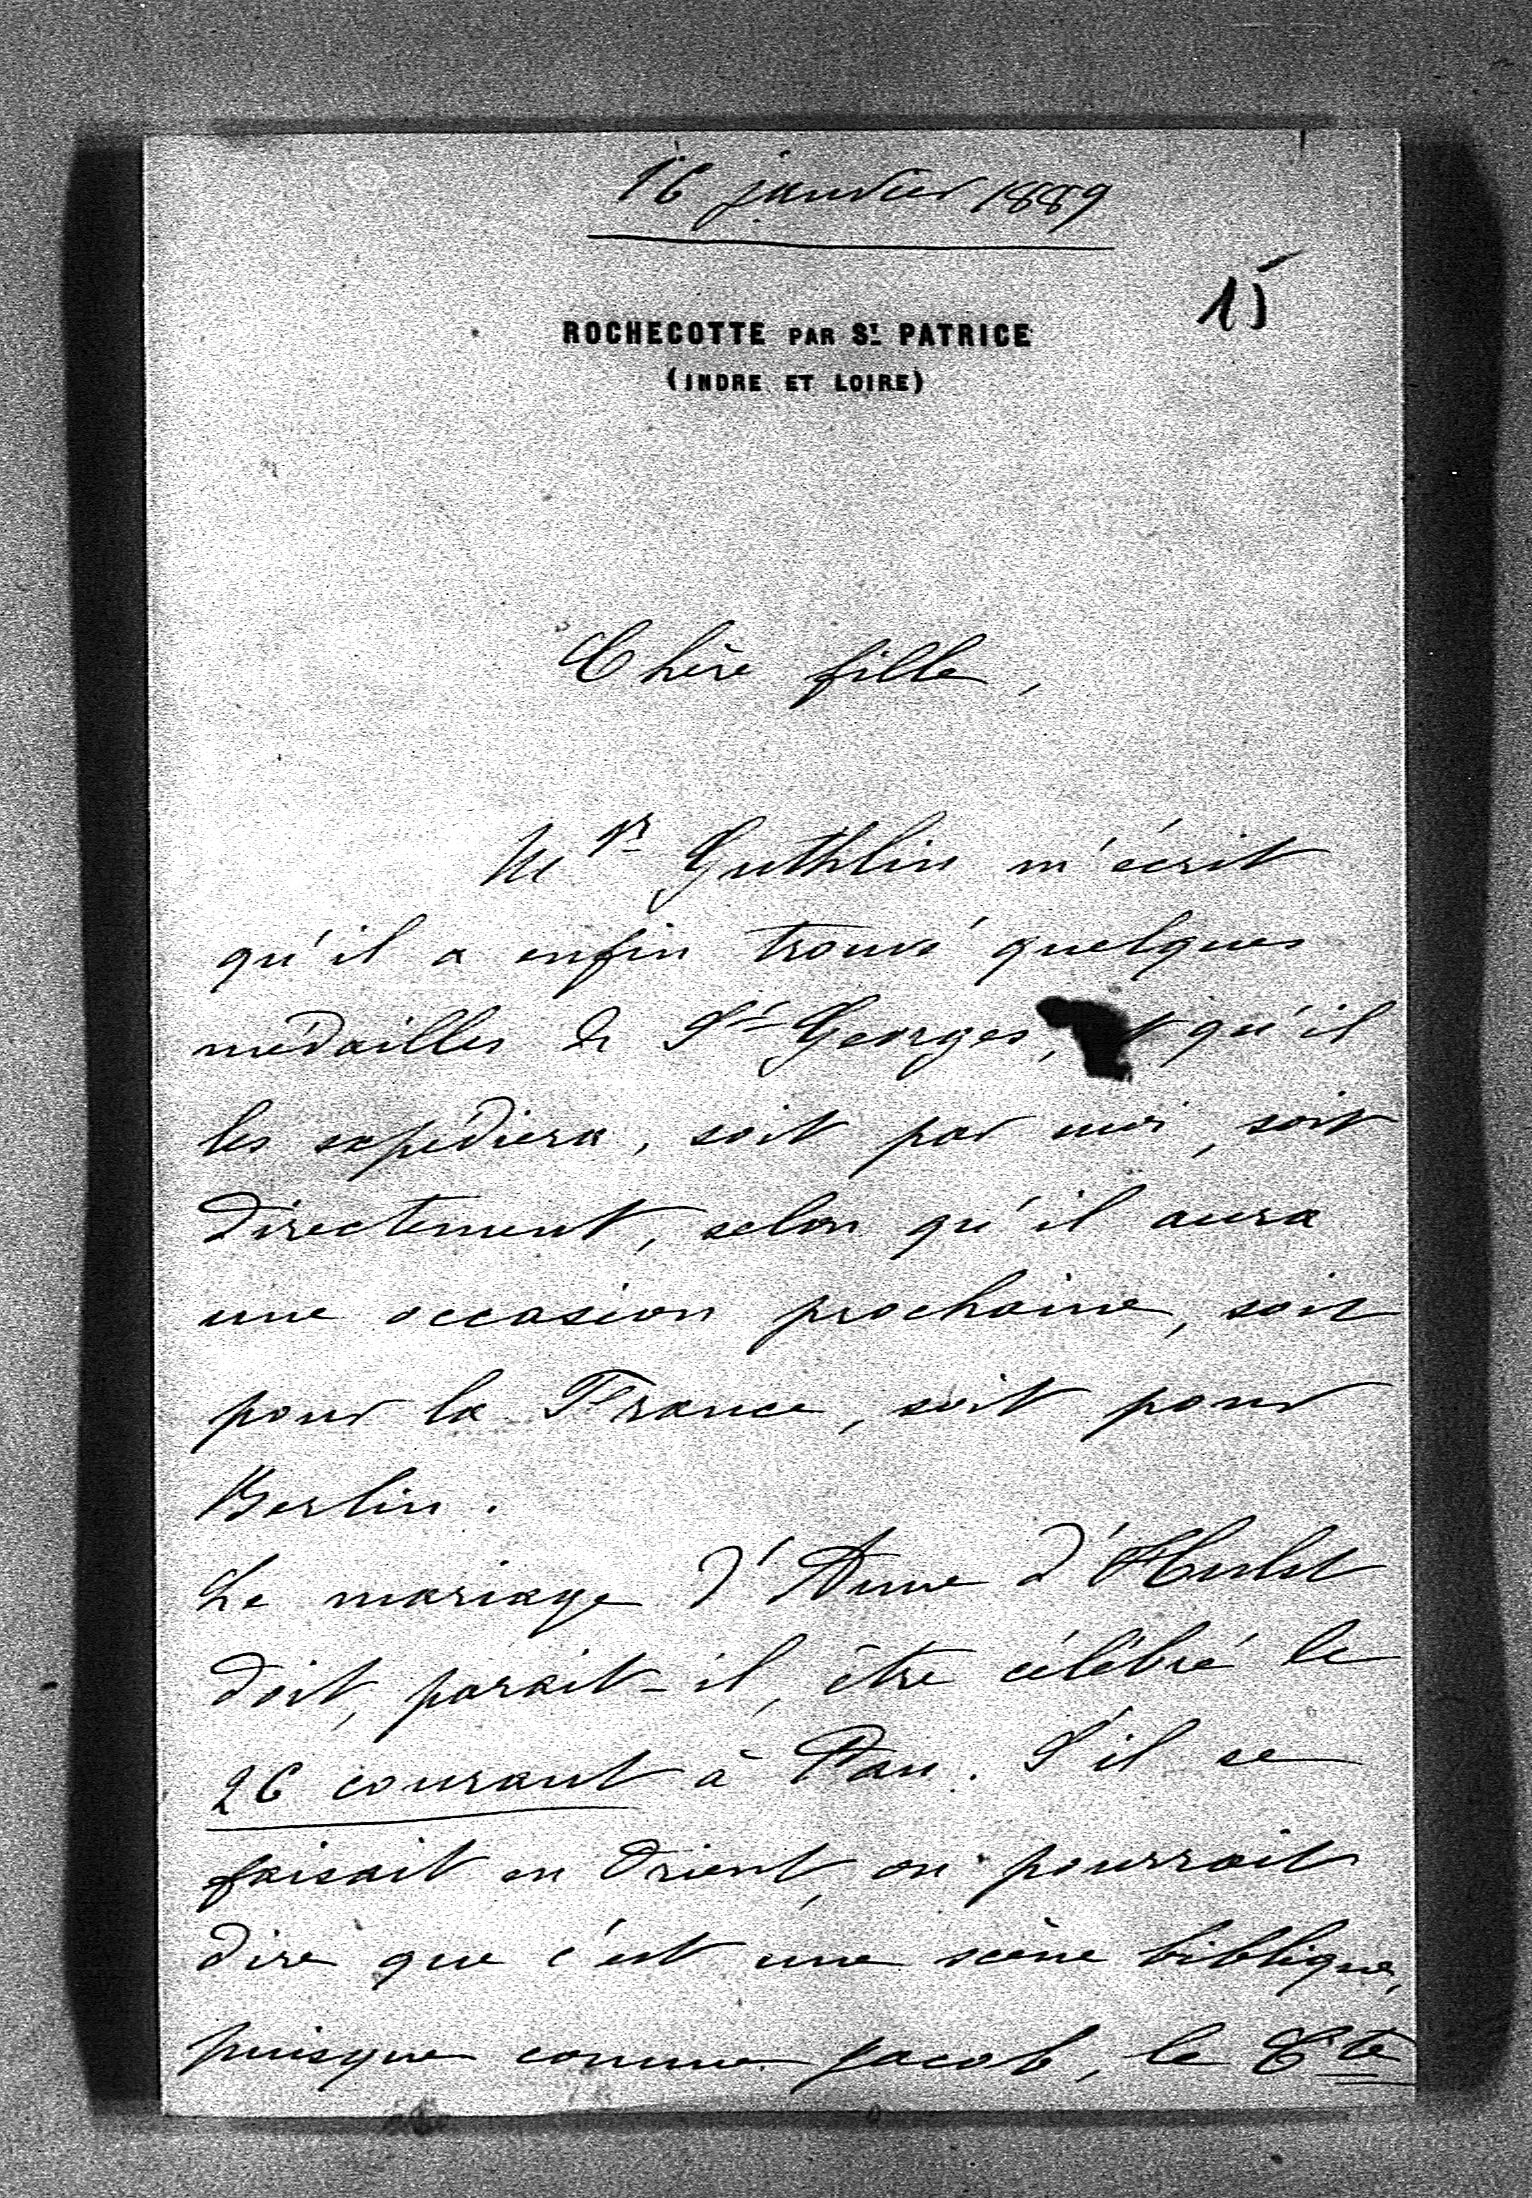 16 janvier 1889
15
ROCHECOTTE PAR St. PATRICE
(INDRE ET LOIRE)
Chère fille,
Mr Guthlin m'écrit
qu'il a enfin trouvé quelques
médailles de St Georges, et qu'il
les expédiera, soit par moi, soit
directement, selon qu'il aura
une occasion prochaine, soit
pour la France, soit pour
Berlin.
Le mariage d'Anne d'Hulst
doit, parait-il, être célébré le
26 courant à Pau. S'il se
faisait en Orient, on pourrait
dire que c'est une scène biblique,
puisque comme Jacob, le Cte